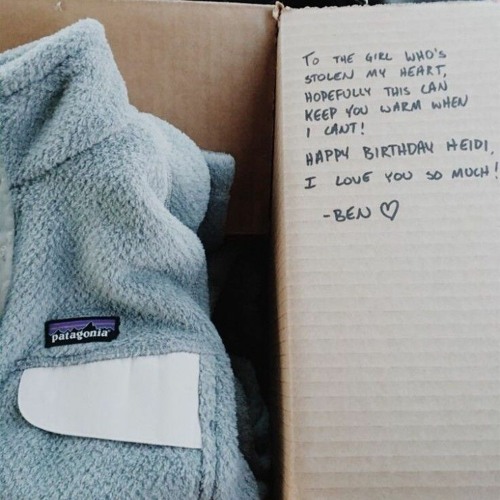 TO THE GIRL WHO'S
STOLEN MY HEART,
HOPEFULLY THIS CAN
KEEP YOU WARM WHEN
I CANT!
HAPPY BIRTHDAY HEIDI,
I LOVE YOU SO MUCH!
-BEN ♡
patagonia